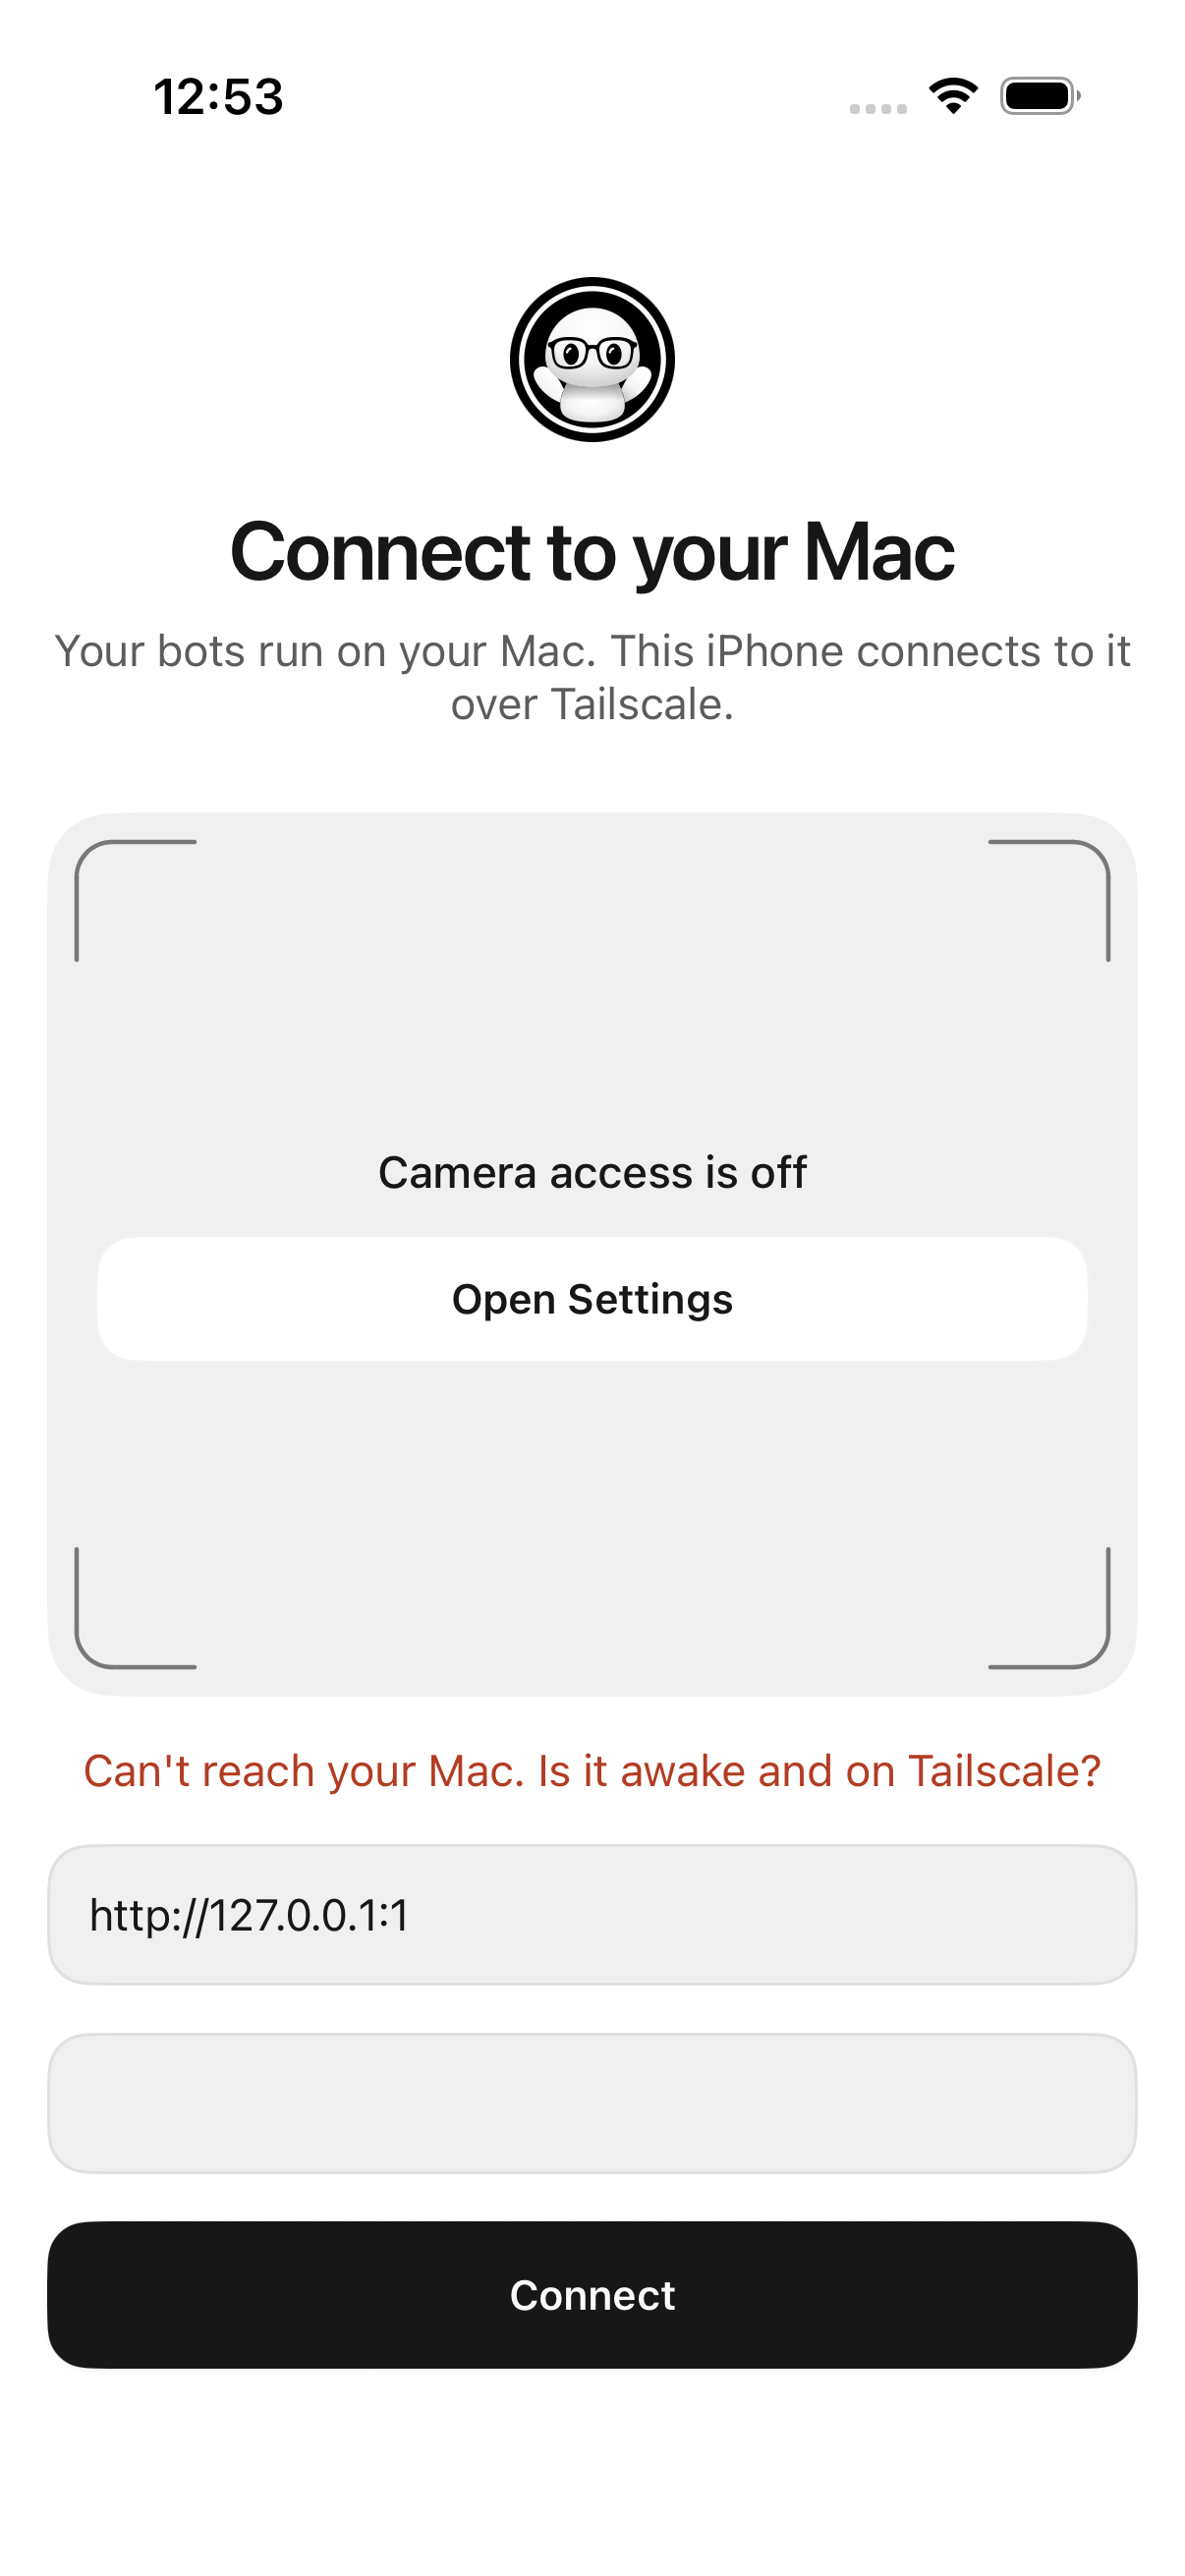 12:53
Connect to your Mac
Your bots run on your Mac. This iPhone connects to it
over Tailscale.
Camera access is off
Open Settings
Can't reach your Mac. Is it awake and on Tailscale?
http://127.0.0.1:1
Connect